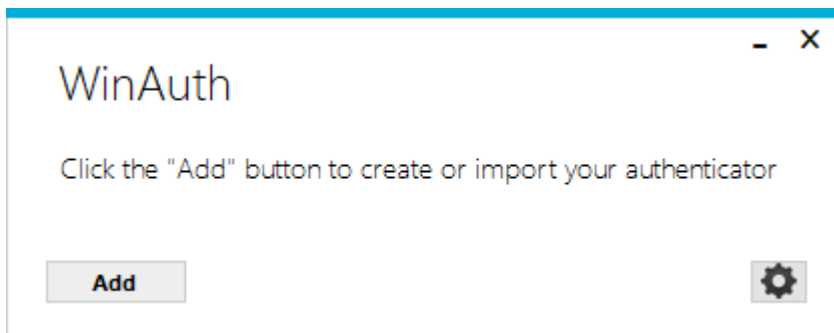 WinAuth
Click the "Add" button to create or import your authenticator
Add